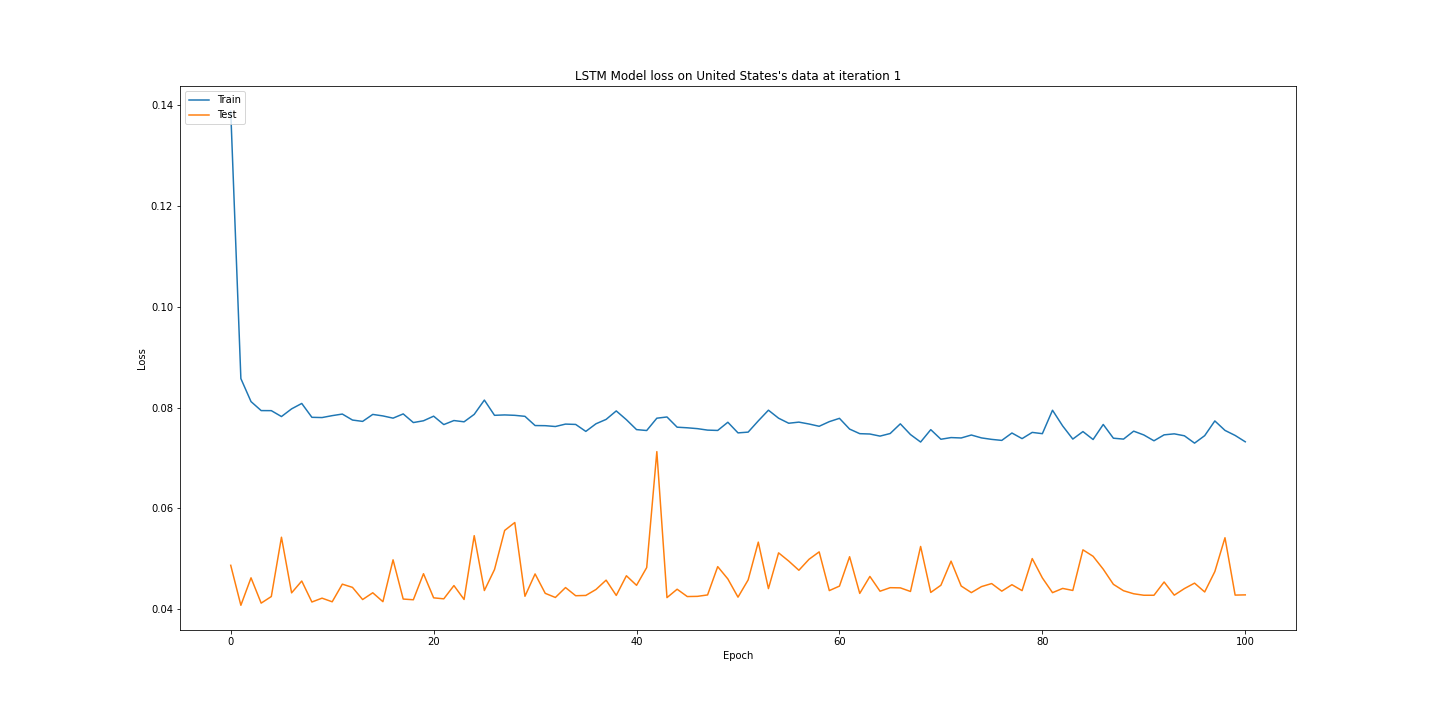 LSTM Model loss on United States's data at iteration 1
Train
Test
0.14
0.12
0.10
0.08
0.06
0.04
Loss
0
20
40
60
80
100
Epoch